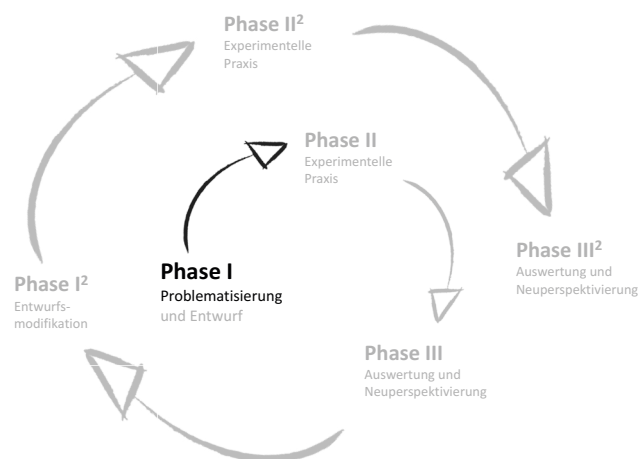 Phase II²
Experimentelle
Praxis
Phase II
Experimentelle
Praxis
Phase III²
Auswertung und
Neuperspektivierung
Phase I
Problematisierung
und Entwurf
Phase I²
Entwurfs-
modifikation
Phase III
Auswertung und
Neuperspektivierung